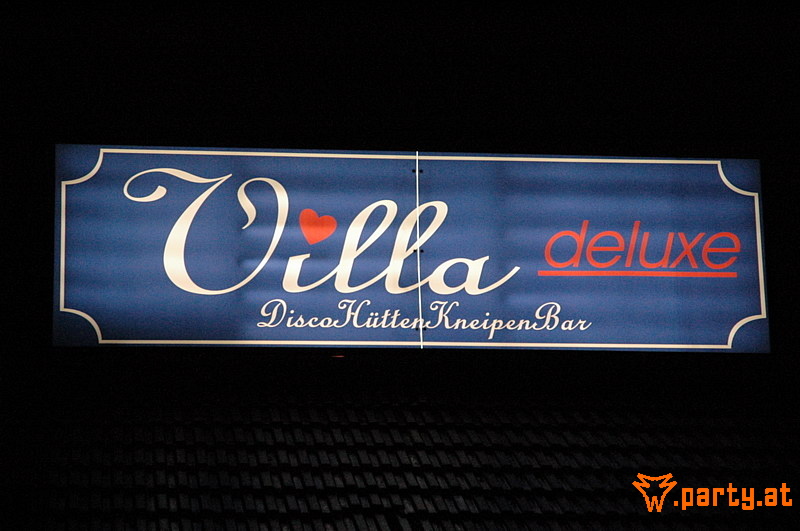 Villa deluxe
DiscoHüttenKneipenBar
w.party.at